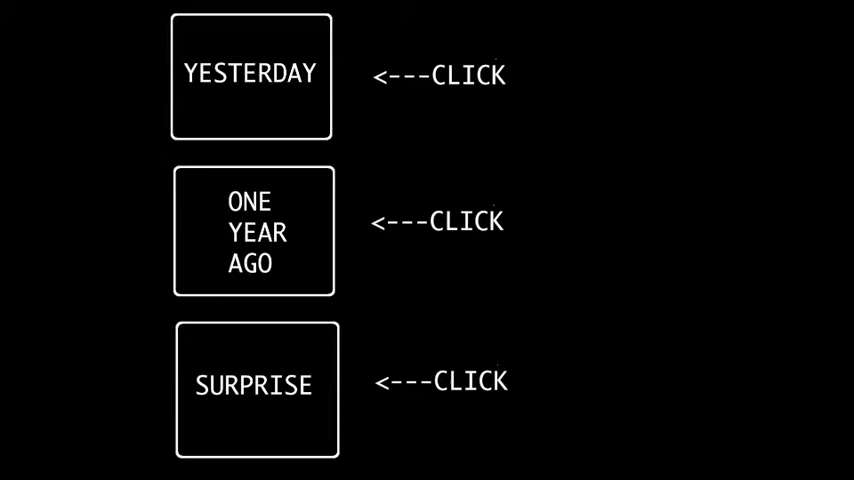 YESTERDAY <---CLICK
ONE
YEAR <---CLICK
AGO
SURPRISE <---CLICK